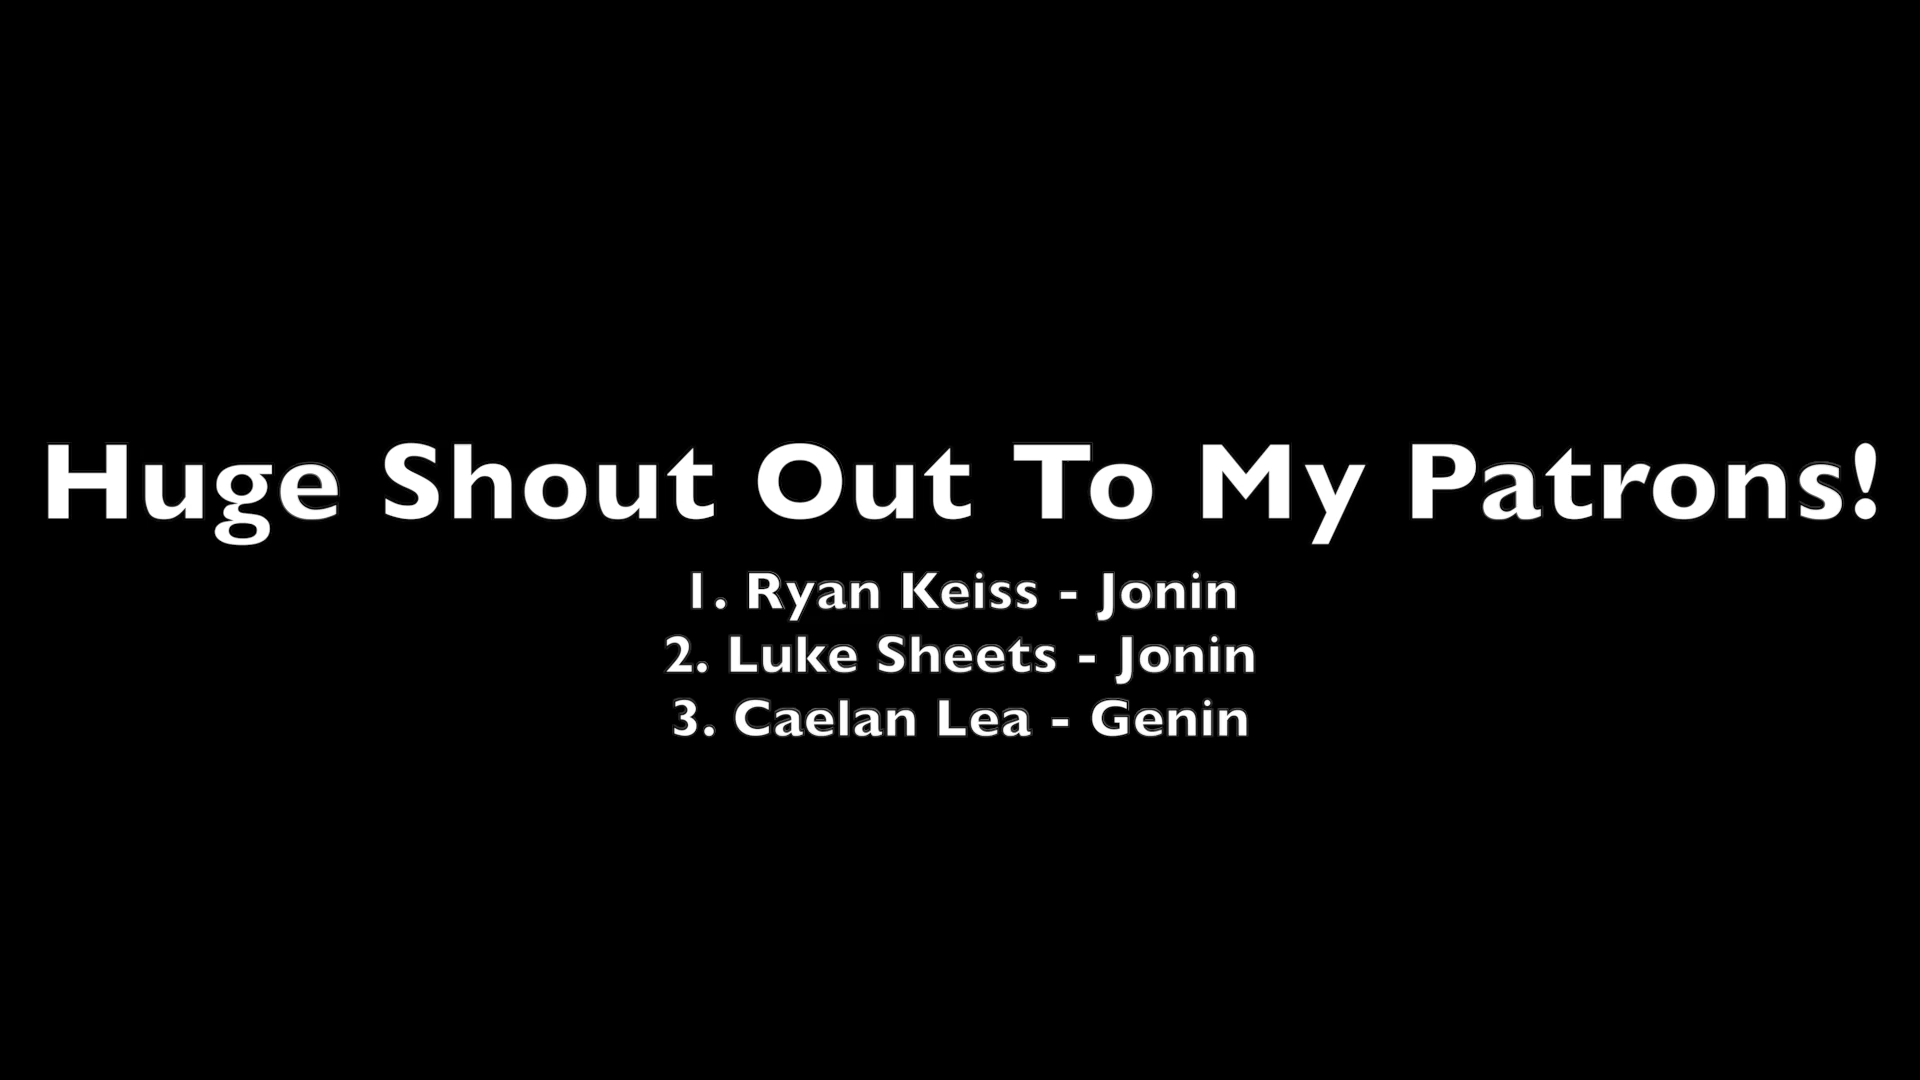 Huge Shout Out To My Patrons!
1. Ryan Keiss - Jonin
2. Luke Sheets - Jonin
3. Caelan Lea - Genin